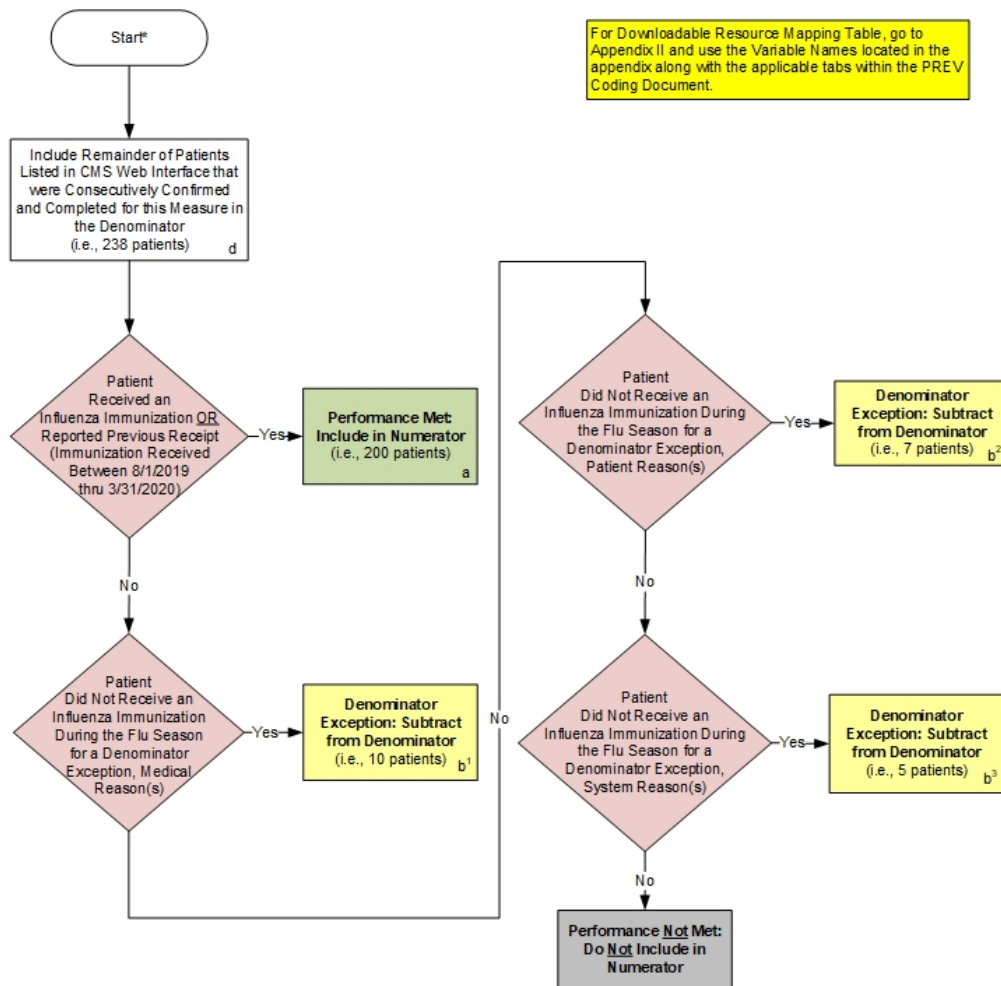 Start*
For Downloadable Resource Mapping Table, go to
Appendix II and use the Variable Names located in the
appendix along with the applicable tabs within the PREV
Coding Document.
Include Remainder of Patients
Listed in CMS Web Interface that
were Consecutively Confirmed
and Completed for this Measure in
the Denominator
(i.e., 238 patients)
d
Patient
Received an
Influenza Immunization OR
Reported Previous Receipt
(Immunization Received
Between 8/1/2019
thru 3/31/2020)
Yes
Performance Met:
Include in Numerator
(i.e., 200 patients)
a
No
Patient
Did Not Receive an
Influenza Immunization
During the Flu Season
for a Denominator
Exception, Medical
Reason(s)
Yes
Denominator
Exception: Subtract
from Denominator
(i.e., 10 patients)
b¹
No
Patient
Did Not Receive an
Influenza Immunization During
the Flu Season for a
Denominator Exception,
Patient Reason(s)
Yes
Denominator
Exception: Subtract
from Denominator
(i.e., 7 patients)
b²
No
Patient
Did Not Receive an
Influenza Immunization During
the Flu Season for a
Denominator Exception,
System Reason(s)
Yes
Denominator
Exception: Subtract
from Denominator
(i.e., 5 patients)
b³
No
Performance Not Met:
Do Not Include in
Numerator